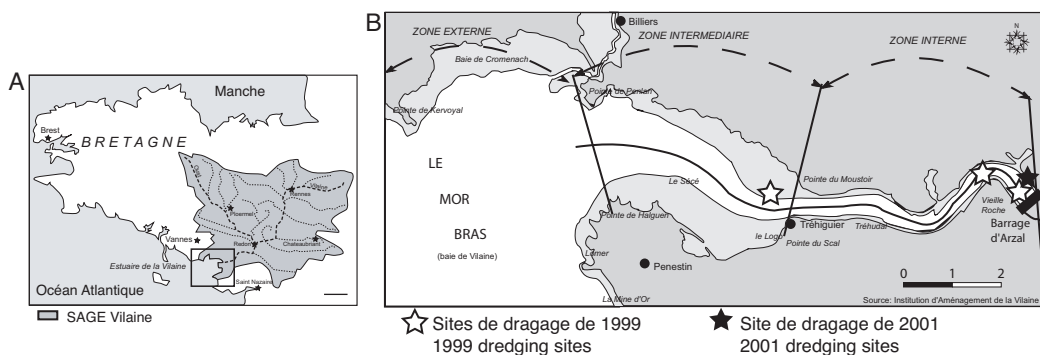 A
Manche
Brest
BRETAGNE
Oust
Vilaine
Rennes
Ploermel
Vannes
Redon
Chateaubriant
Estuaire de la Vilaine
Saint Nazaire
Océan Atlantique
SAGE Vilaine
B
Billiers
ZONE EXTERNE
ZONE INTERMEDIAIRE
ZONE INTERNE
N
Baie de Cromenach
Pointe de Kervoyal
Pointe de Penlan
LE
MOR
BRAS
(baie de Vilaine)
Le Sécé
Pointe du Moustoir
Pointe de Halguen
Vieille
Roche
Barrage
d'Arzal
Tréhiguier
le Logo
Pointe du Scal
Tréhudal
Penestin
La Mine d'Or
0 1 2
Source: Institution d'Aménagement de la Vilaine
Sites de dragage de 1999
1999 dredging sites
Site de dragage de 2001
2001 dredging sites